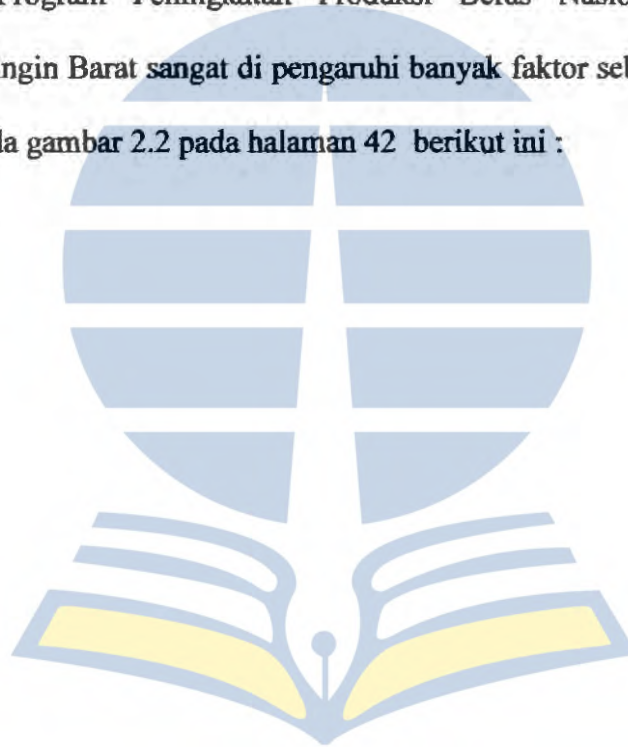 Program Peningkatan Produksi Beras
ngin Barat sangat di pengaruhi banyak faktor
da gambar 2.2 pada halaman 42 berikut ini :